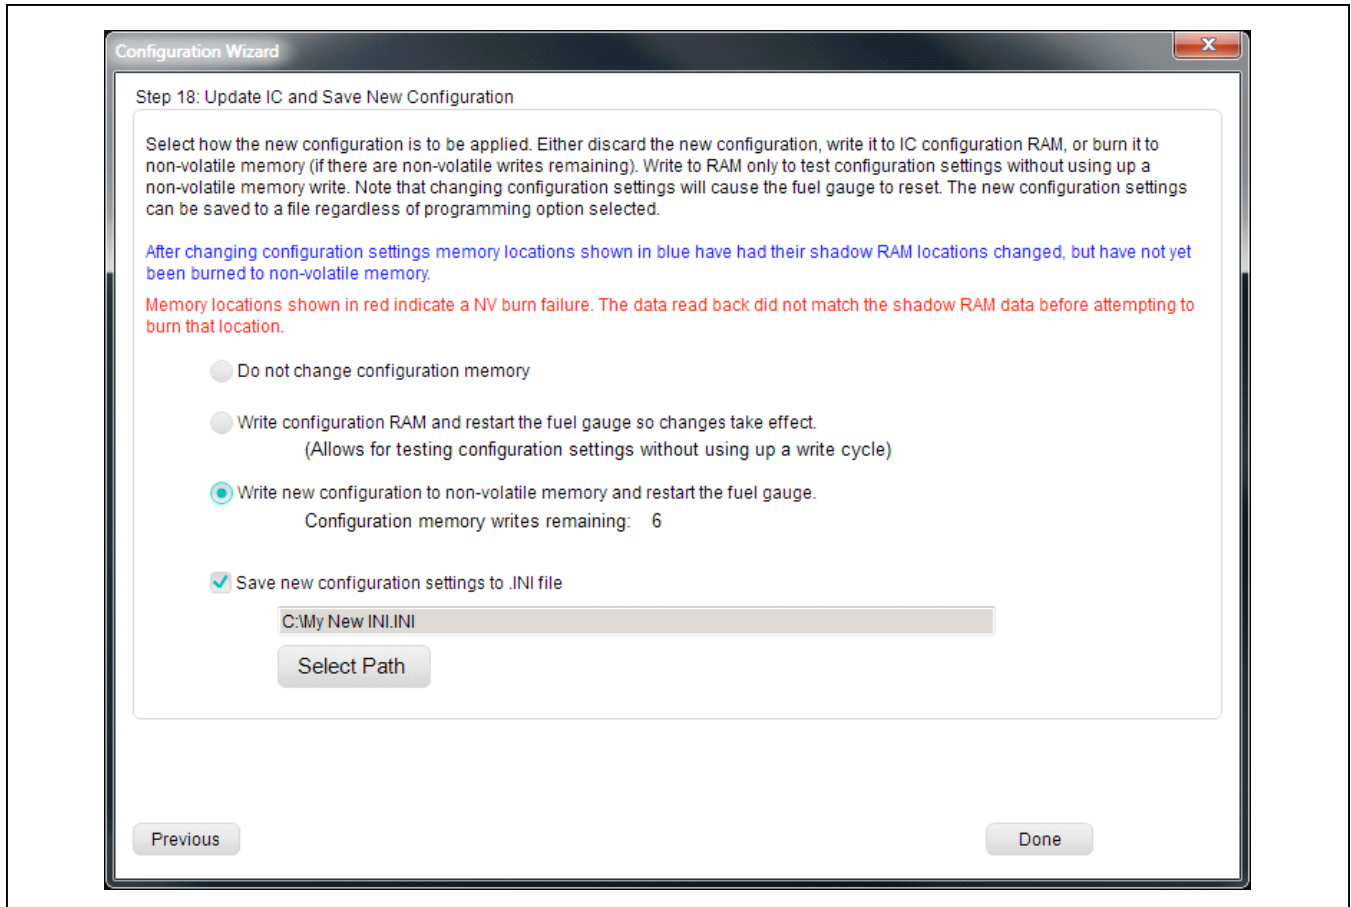 Configuration Wizard
x
Step 18: Update IC and Save New Configuration
Select how the new configuration is to be applied. Either discard the new configuration, write it to IC configuration RAM, or burn it to
non-volatile memory (if there are non-volatile writes remaining). Write to RAM only to test configuration settings without using up a
non-volatile memory write. Note that changing configuration settings will cause the fuel gauge to reset. The new configuration settings
can be saved to a file regardless of programming option selected.
After changing configuration settings memory locations shown in blue have had their shadow RAM locations changed, but have not yet
been burned to non-volatile memory.
Memory locations shown in red indicate a NV burn failure. The data read back did not match the shadow RAM data before attempting to
burn that location.
Do not change configuration memory
Write configuration RAM and restart the fuel gauge so changes take effect.
(Allows for testing configuration settings without using up a write cycle)
Write new configuration to non-volatile memory and restart the fuel gauge.
Configuration memory writes remaining: 6
Save new configuration settings to .INI file
C:\My New INI.INI
Select Path
Previous
Done